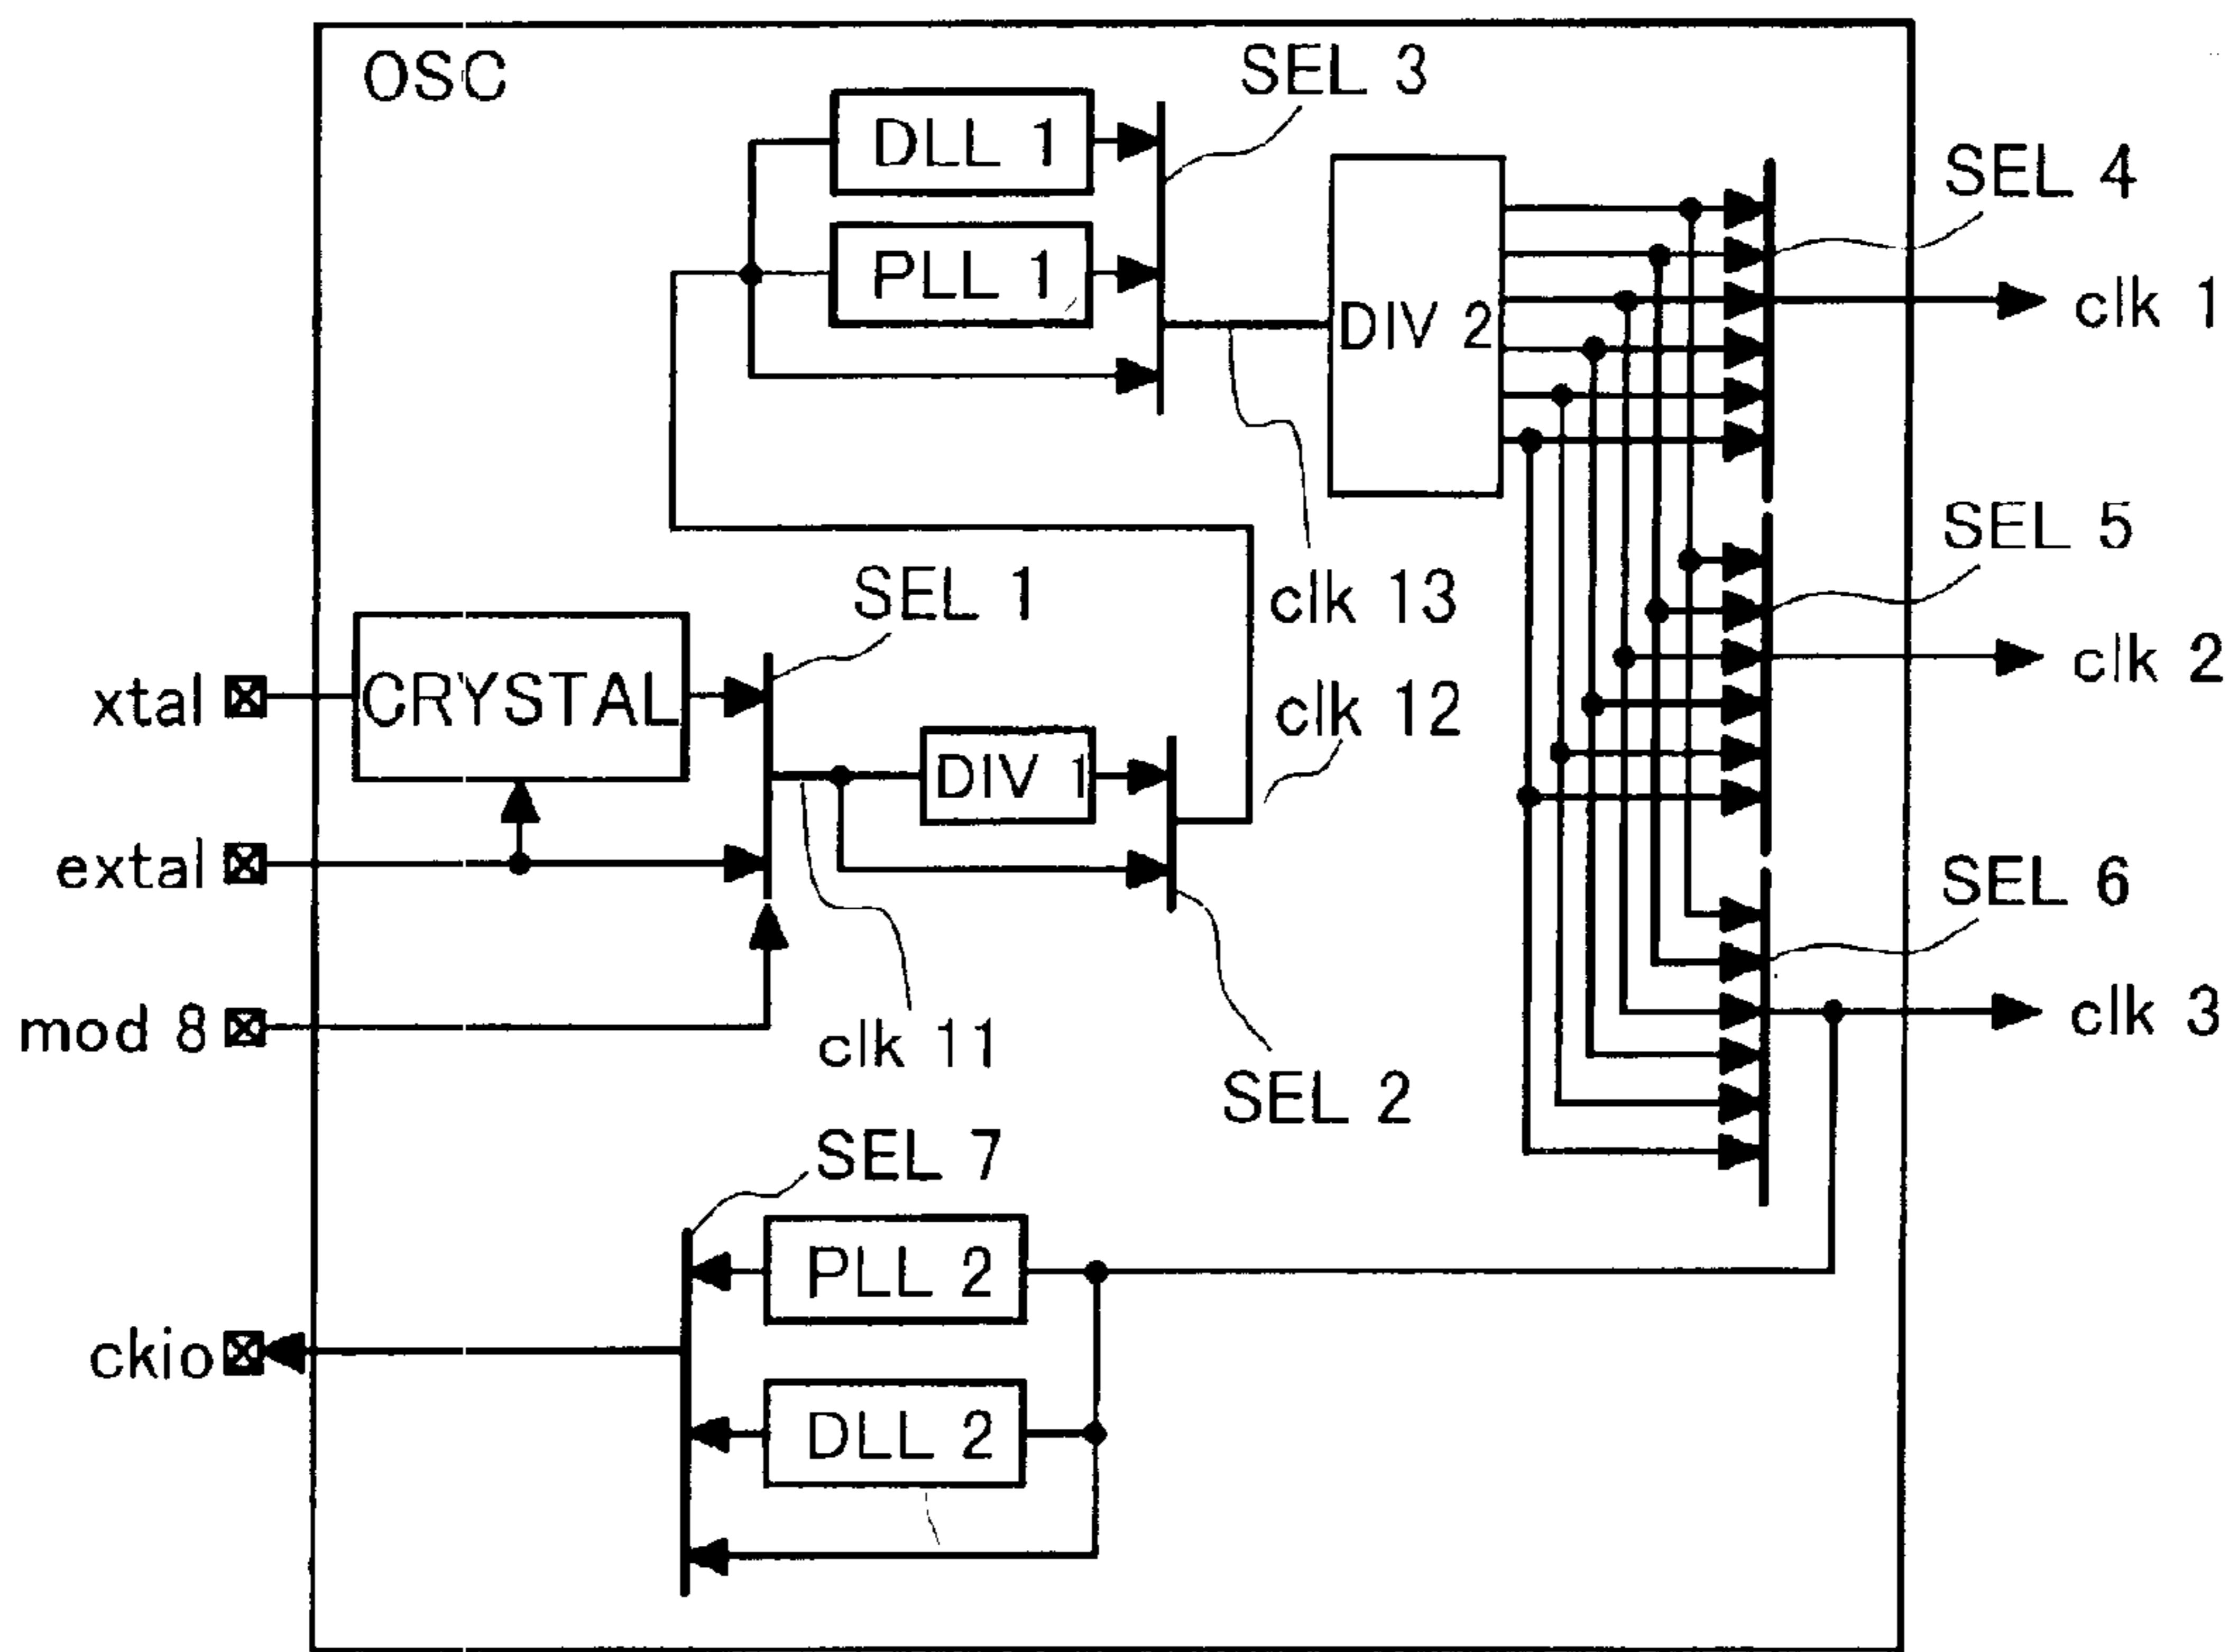 OSC
SEL 3
DLL 1
SEL 4
PLL 1
DIV 2
clk 1
SEL 5
SEL 1
clk 13
clk 2
xtal
CRYSTAL
clk 12
DIV 1
extal
SEL 6
mod 8
clk 11
clk 3
SEL 2
SEL 7
PLL 2
ckio
DLL 2